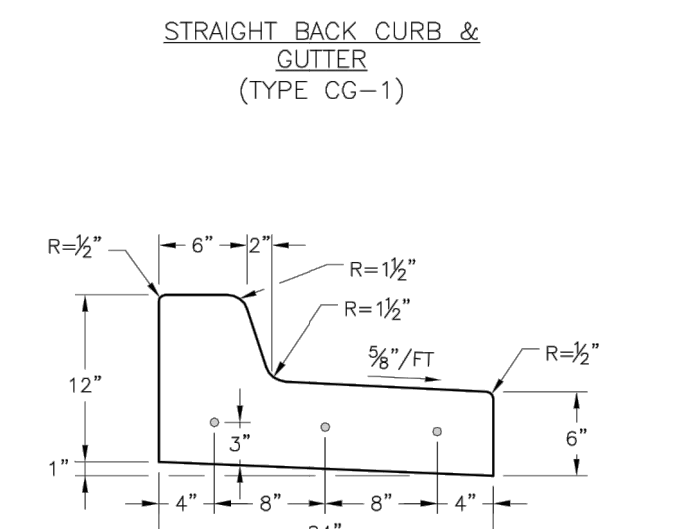 STRAIGHT BACK CURB &
GUTTER
(TYPE CG-1)
R=½" 6" 2"
R=1½"
R=1½"
⅝"/FT R=½"
12"
3" 6"
1"
4" 8" 8" 4"